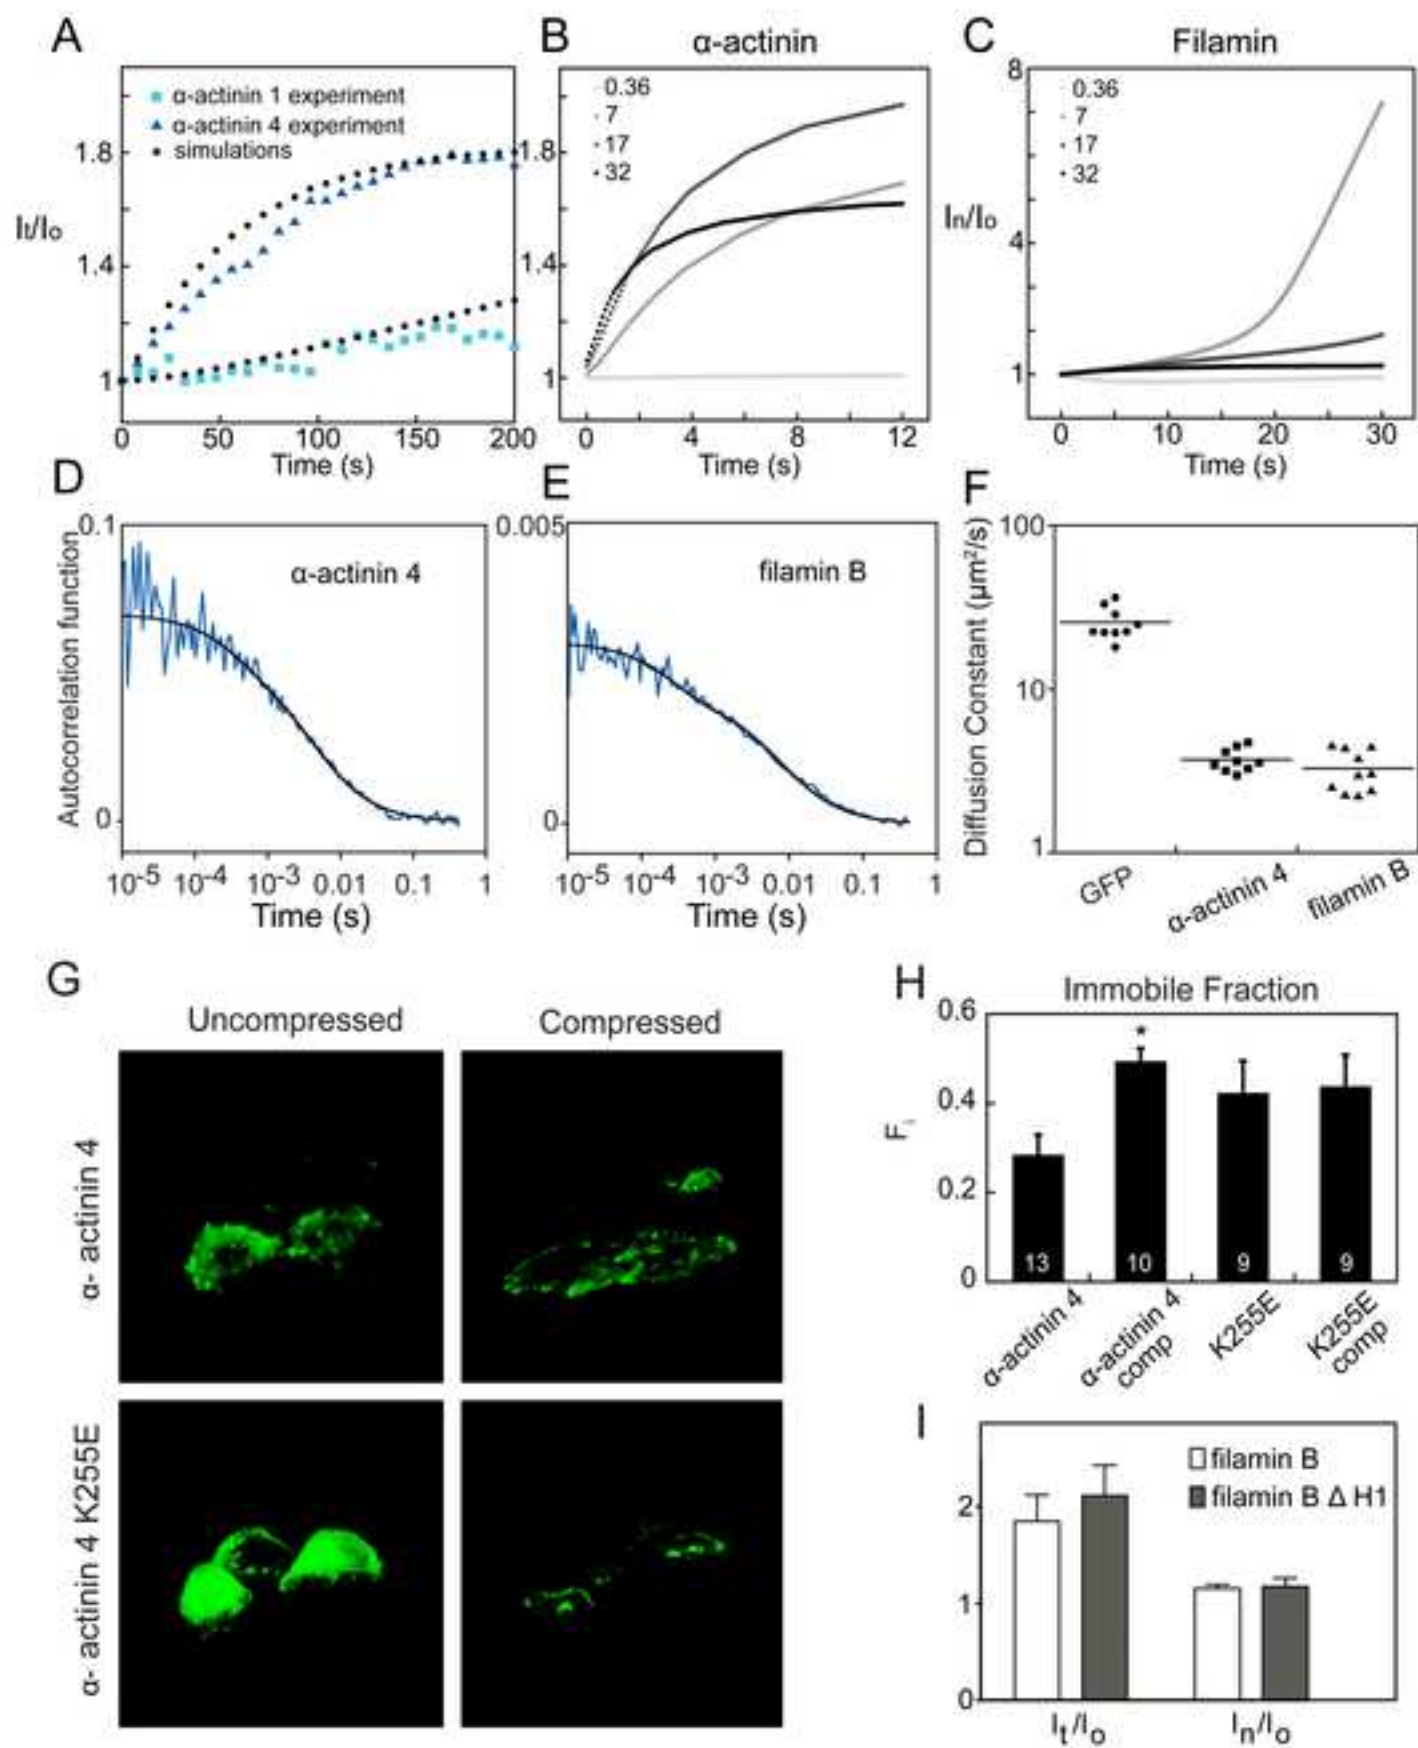 A
α-actinin 1 experiment
α-actinin 4 experiment
simulations
1.8
1.4
1
It/Io
0 50 100 150 200
Time (s)
B
α-actinin
0.36
7
17
32
1.8
1.4
1
0 4 8 12
Time (s)
C
Filamin
0.36
7
17
32
8
4
1
In/Io
0 10 20 30
Time (s)
D
α-actinin 4
0.1
0
Autocorrelation function
10-5 10-4 10-3 0.01 0.1 1
Time (s)
E
filamin B
0.005
0
10-5 10-4 10-3 0.01 0.1 1
Time (s)
F
100
10
1
Diffusion Constant (μm²/s)
GFP
α-actinin 4
filamin B
G
Uncompressed Compressed
α- actinin 4
α- actinin 4 K255E
H
Immobile Fraction
0.6
0.4
0.2
0
Fi
13 10 9 9
α-actinin 4
α-actinin 4
comp
K255E
K255E
comp
I
filamin B
filamin B Δ H1
2
1
0
It/Io In/Io